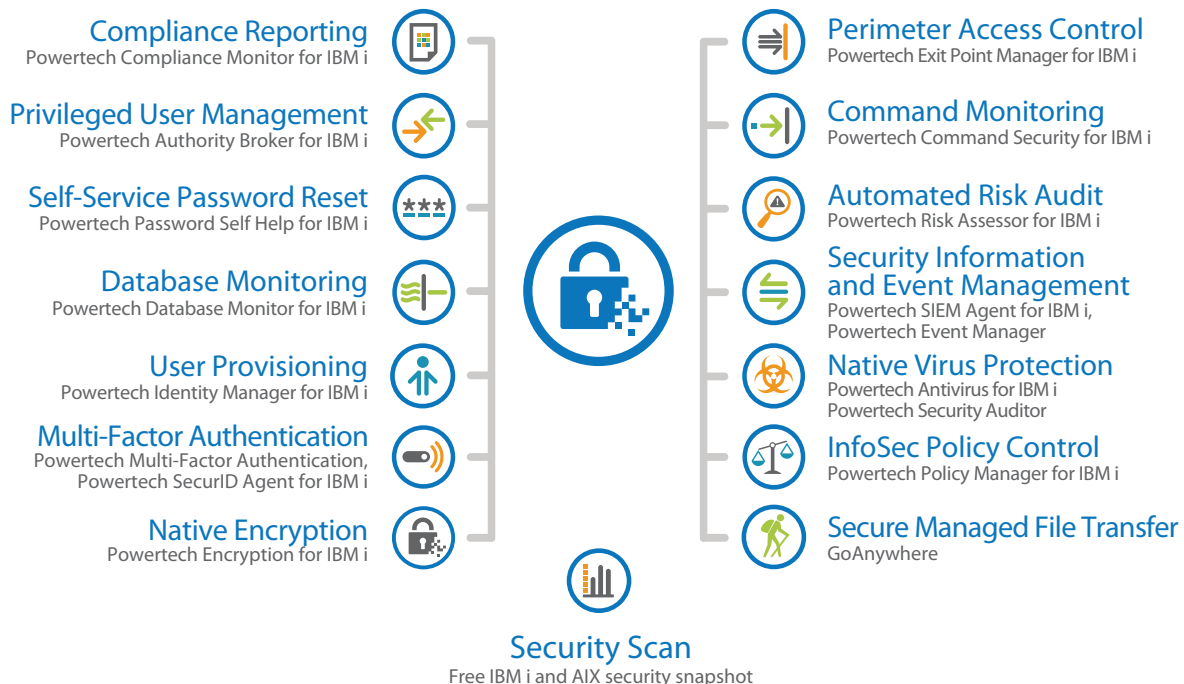 Compliance Reporting
Powertech Compliance Monitor for IBM i
Privileged User Management
Powertech Authority Broker for IBM i
Self-Service Password Reset
***
Powertech Password Self Help for IBM i
Database Monitoring
Powertech Database Monitor for IBM i
User Provisioning
Powertech Identity Manager for IBM i
Multi-Factor Authentication
Powertech Multi-Factor Authentication,
Powertech SecurID Agent for IBM i
Native Encryption
Powertech Encryption for IBM i
Perimeter Access Control
Powertech Exit Point Manager for IBM i
Command Monitoring
Powertech Command Security for IBM i
Automated Risk Audit
Powertech Risk Assessor for IBM i
Security Information
and Event Management
Powertech SIEM Agent for IBM i,
Powertech Event Manager
Native Virus Protection
Powertech Antivirus for IBM i
Powertech Security Auditor
InfoSec Policy Control
Powertech Policy Manager for IBM i
Secure Managed File Transfer
GoAnywhere
Security Scan
Free IBM i and AIX security snapshot